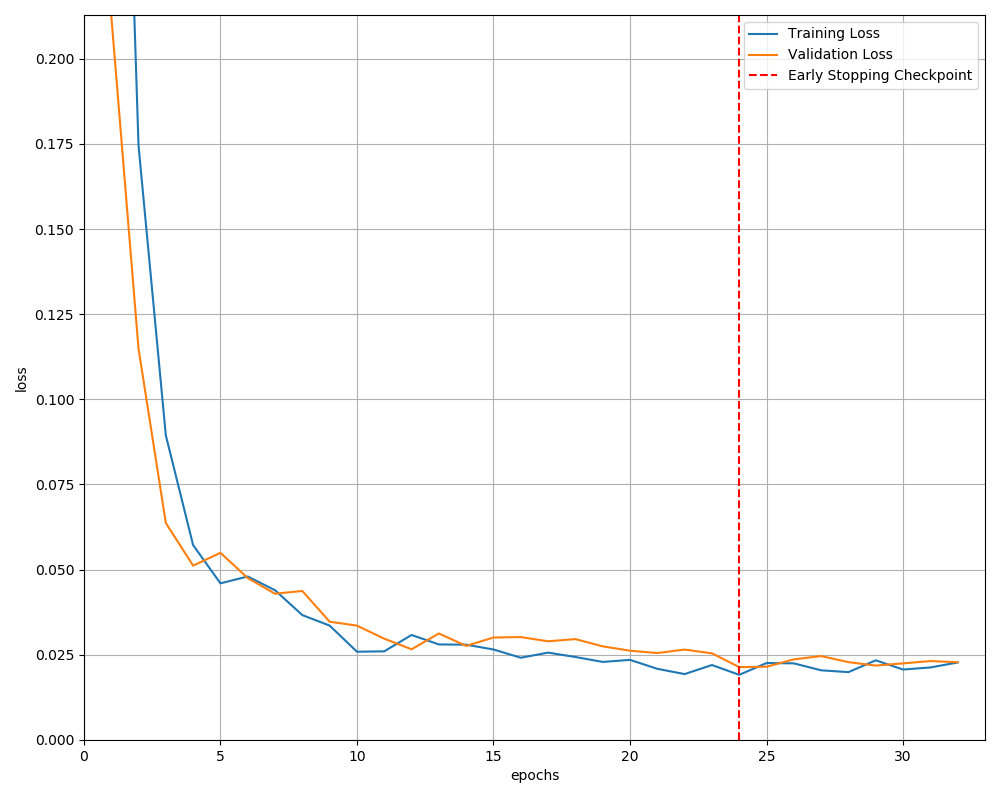 Training Loss
Validation Loss
Early Stopping Checkpoint
0.200
0.175
0.150
0.125
0.100
0.075
0.050
0.025
0.000
loss
0 5 10 15 20 25 30
epochs